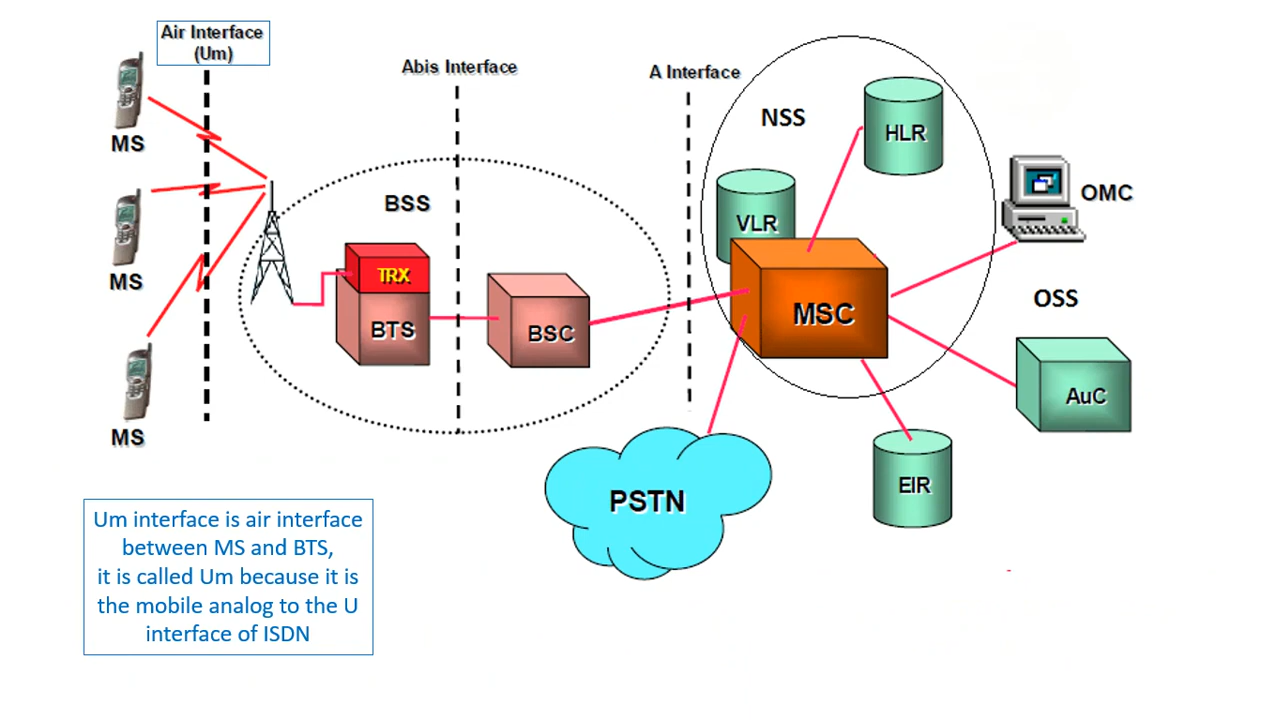 Air Interface
(Um)
Abis Interface
A Interface
MS
MS
MS
BSS
TRX
BTS
BSC
NSS
HLR
VLR
MSC
OMC
OSS
AuC
EIR
PSTN
Um interface is air interface
between MS and BTS,
it is called Um because it is
the mobile analog to the U
interface of ISDN